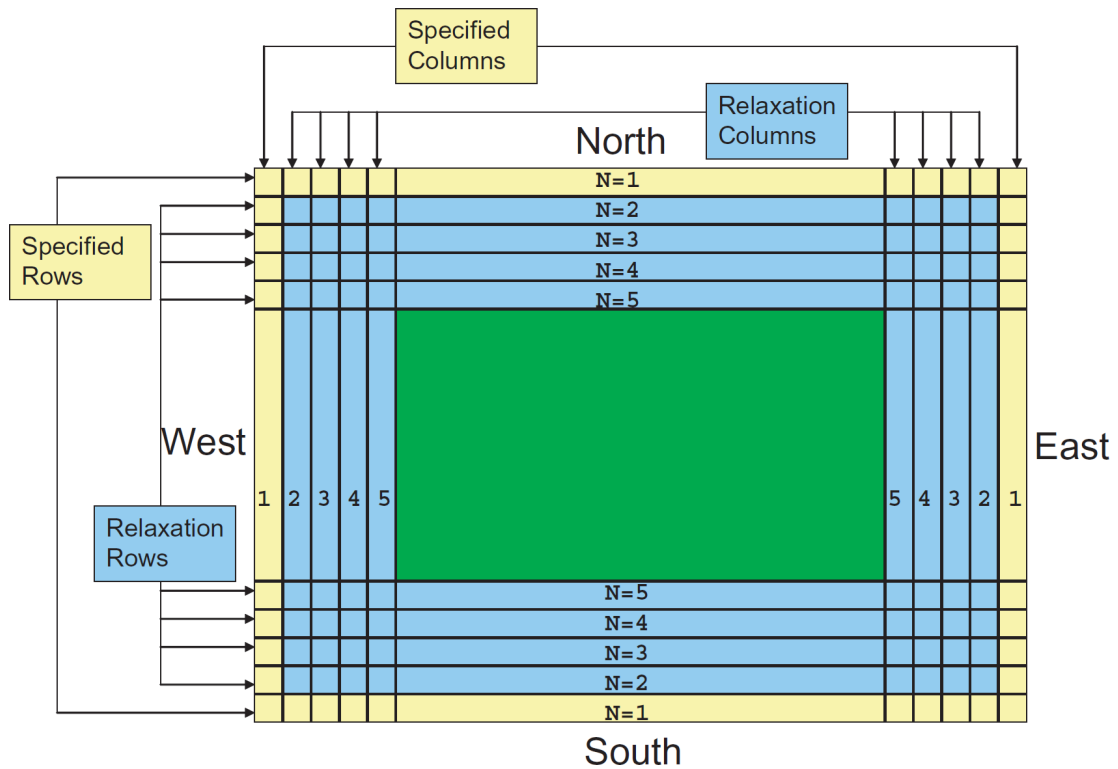 Specified
Columns
Relaxation
Columns
North
N=1
N=2
N=3
N=4
N=5
Specified
Rows
West
East
1 2 3 4 5 5 4 3 2 1
Relaxation
Rows
N=5
N=4
N=3
N=2
N=1
South